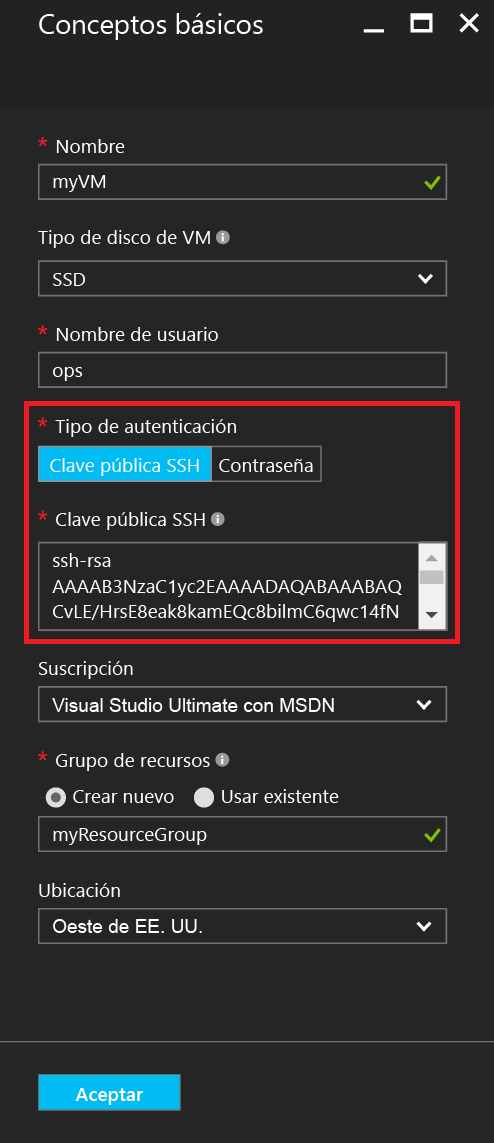 Conceptos básicos
* Nombre
myVM
Tipo de disco de VM
SSD
* Nombre de usuario
ops
* Tipo de autenticación
Clave pública SSH Contraseña
* Clave pública SSH
ssh-rsa
AAAAB3NzaC1yc2EAAAADAQABAAABAQ
CvLE/HrsE8eak8kamEQc8bilmC6qwc14fN
Suscripción
Visual Studio Ultimate con MSDN
* Grupo de recursos
Crear nuevo Usar existente
myResourceGroup
Ubicación
Oeste de EE. UU.
Aceptar